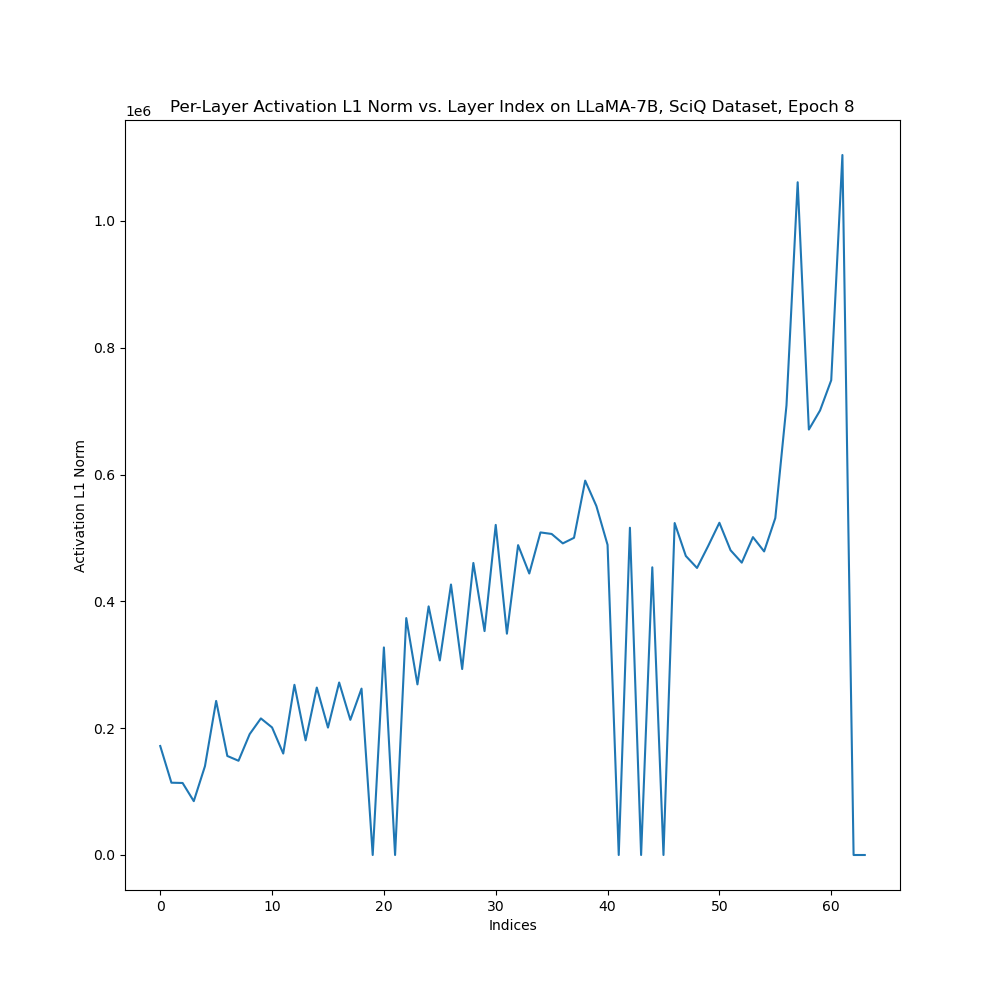 Per-Layer Activation L1 Norm vs. Layer Index on LLaMA-7B, SciQ Dataset, Epoch 8
1e6
1.0
0.8
0.6
0.4
0.2
0.0
Activation L1 Norm
0 10 20 30 40 50 60
Indices